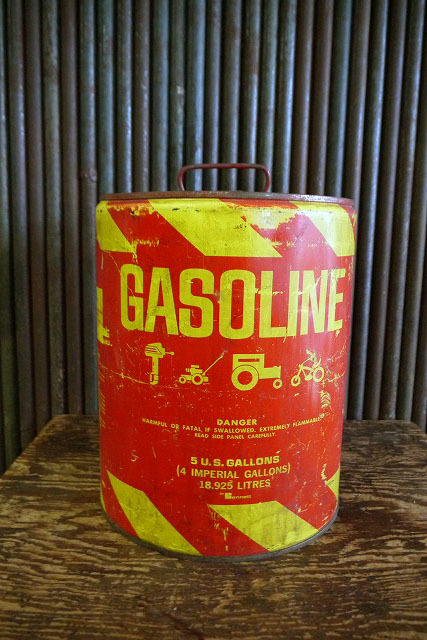 GASOLINE
DANGER
HARMFUL OR FATAL IF SWALLOWED. EXTREMELY FLAMMABLE
READ SIDE PANEL CAREFULLY.
5 U.S. GALLONS
(4 IMPERIAL GALLONS)
18.925 LITRES